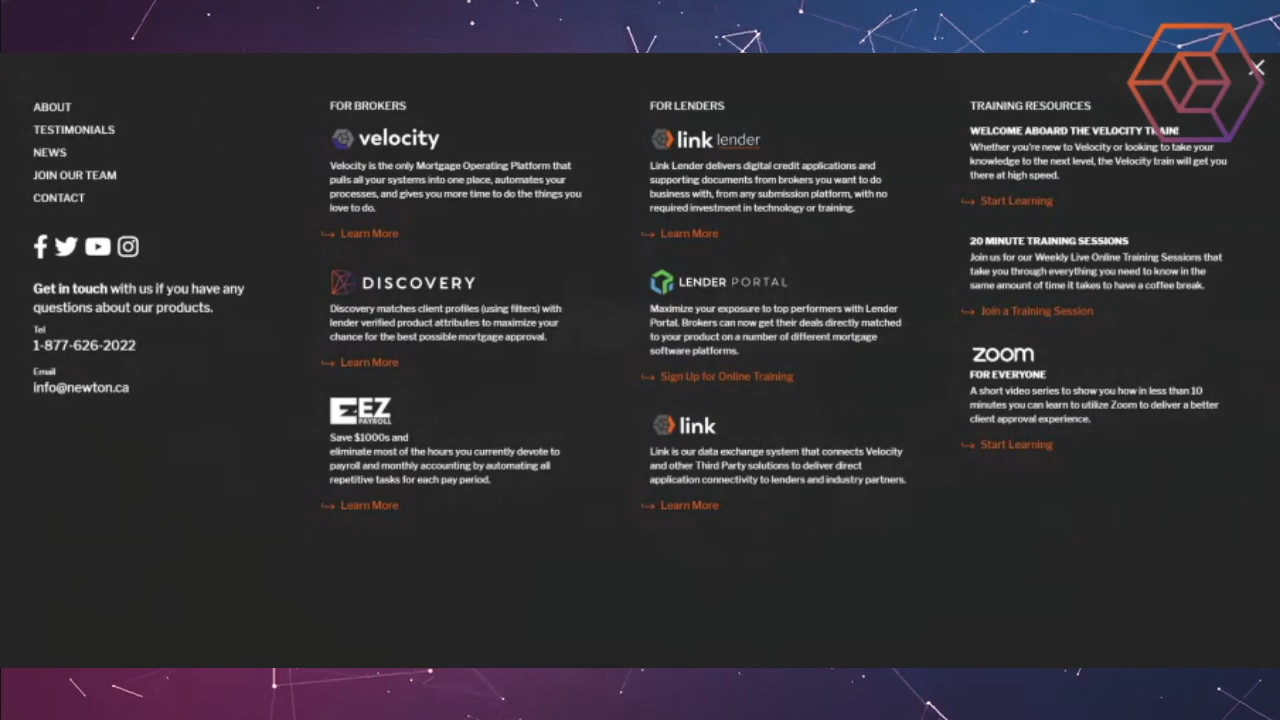 ABOUT
TESTIMONIALS
NEWS
JOIN OUR TEAM
CONTACT
Get in touch with us if you have any
questions about our products.
Tel
1-877-626-2022
Email
info@newton.ca
FOR BROKERS
velocity
Velocity is the only Mortgage Operating Platform that
pulls all your systems into one place, automates your
processes, and gives you more time to do the things you
love to do.
Learn More
DISCOVERY
Discovery matches client profiles (using filters) with
lender verified product attributes to maximize your
chance for the best possible mortgage approval.
Learn More
EZ
PAYROLL
Save $1000s and
eliminate most of the hours you currently devote to
payroll and monthly accounting by automating all
repetitive tasks for each pay period.
Learn More
FOR LENDERS
link lender
Link Lender delivers digital credit applications and
supporting documents from brokers you want to do
business with, from any submission platform, with no
required investment in technology or training.
Learn More
LENDER PORTAL
Maximize your exposure to top performers with Lender
Portal. Brokers can now get their deals directly matched
to your product on a number of different mortgage
software platforms.
Sign Up for Online Training
link
Link is our data exchange system that connects Velocity
and other Third Party solutions to deliver direct
application connectivity to lenders and industry partners.
Learn More
TRAINING RESOURCES
WELCOME ABOARD THE VELOCITY TRAIN!
Whether you're new to Velocity or looking to take your
knowledge to the next level, the Velocity train will get you
there at high speed.
Start Learning
20 MINUTE TRAINING SESSIONS
Join us for our Weekly Live Online Training Sessions that
take you through everything you need to know in the
same amount of time it takes to have a coffee break.
Join a Training Session
zoom
FOR EVERYONE
A short video series to show you how in less than 10
minutes you can learn to utilize Zoom to deliver a better
client approval experience.
Start Learning